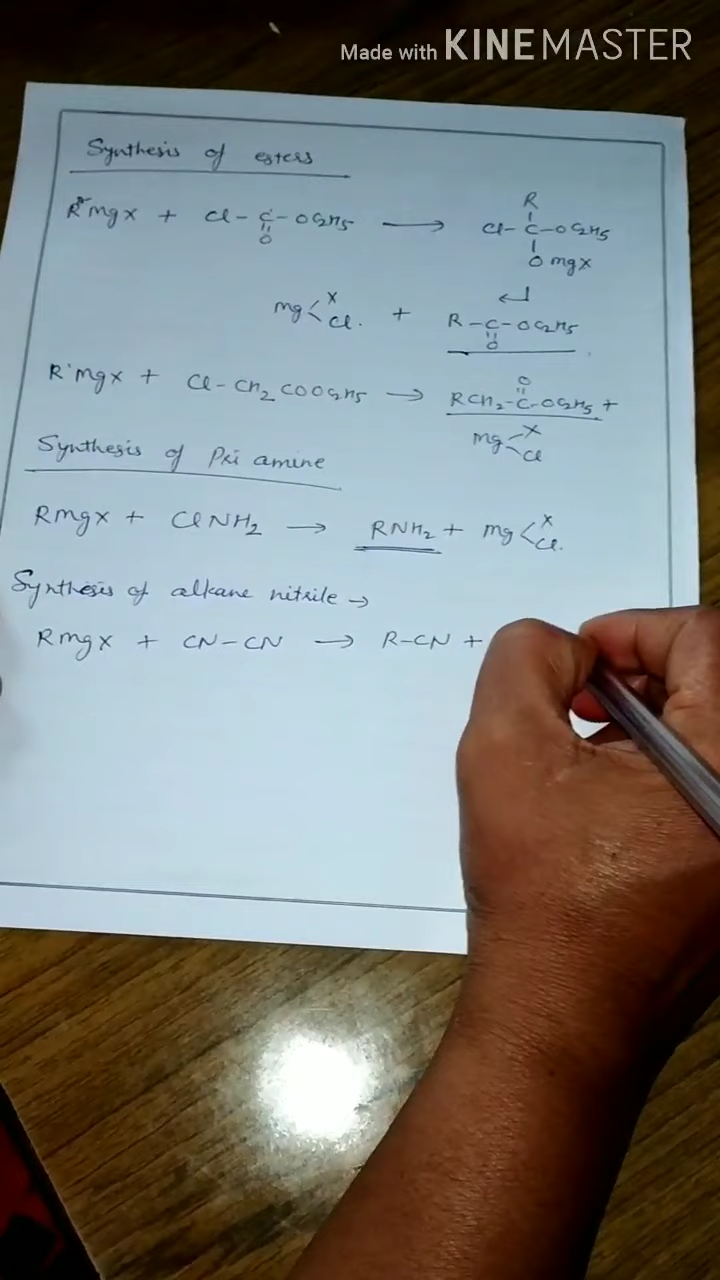 Made with KINEMASTER
Synthesis of esters
RMgX + Cl-C-OC2H5 → Cl-C-OC2H5
R
O
O MgX
Mg<X Cl. + R-C-OC2H5
O
R'MgX + Cl-CH2COOC2H5 → RCH2-C-OC2H5 +
O
Mg<X Cl
Synthesis of Pri amine
RMgX + ClNH2 → RNH2 + Mg<X Cl.
Synthesis of alkane nitrile →
RMgX + CN-CN → R-CN +